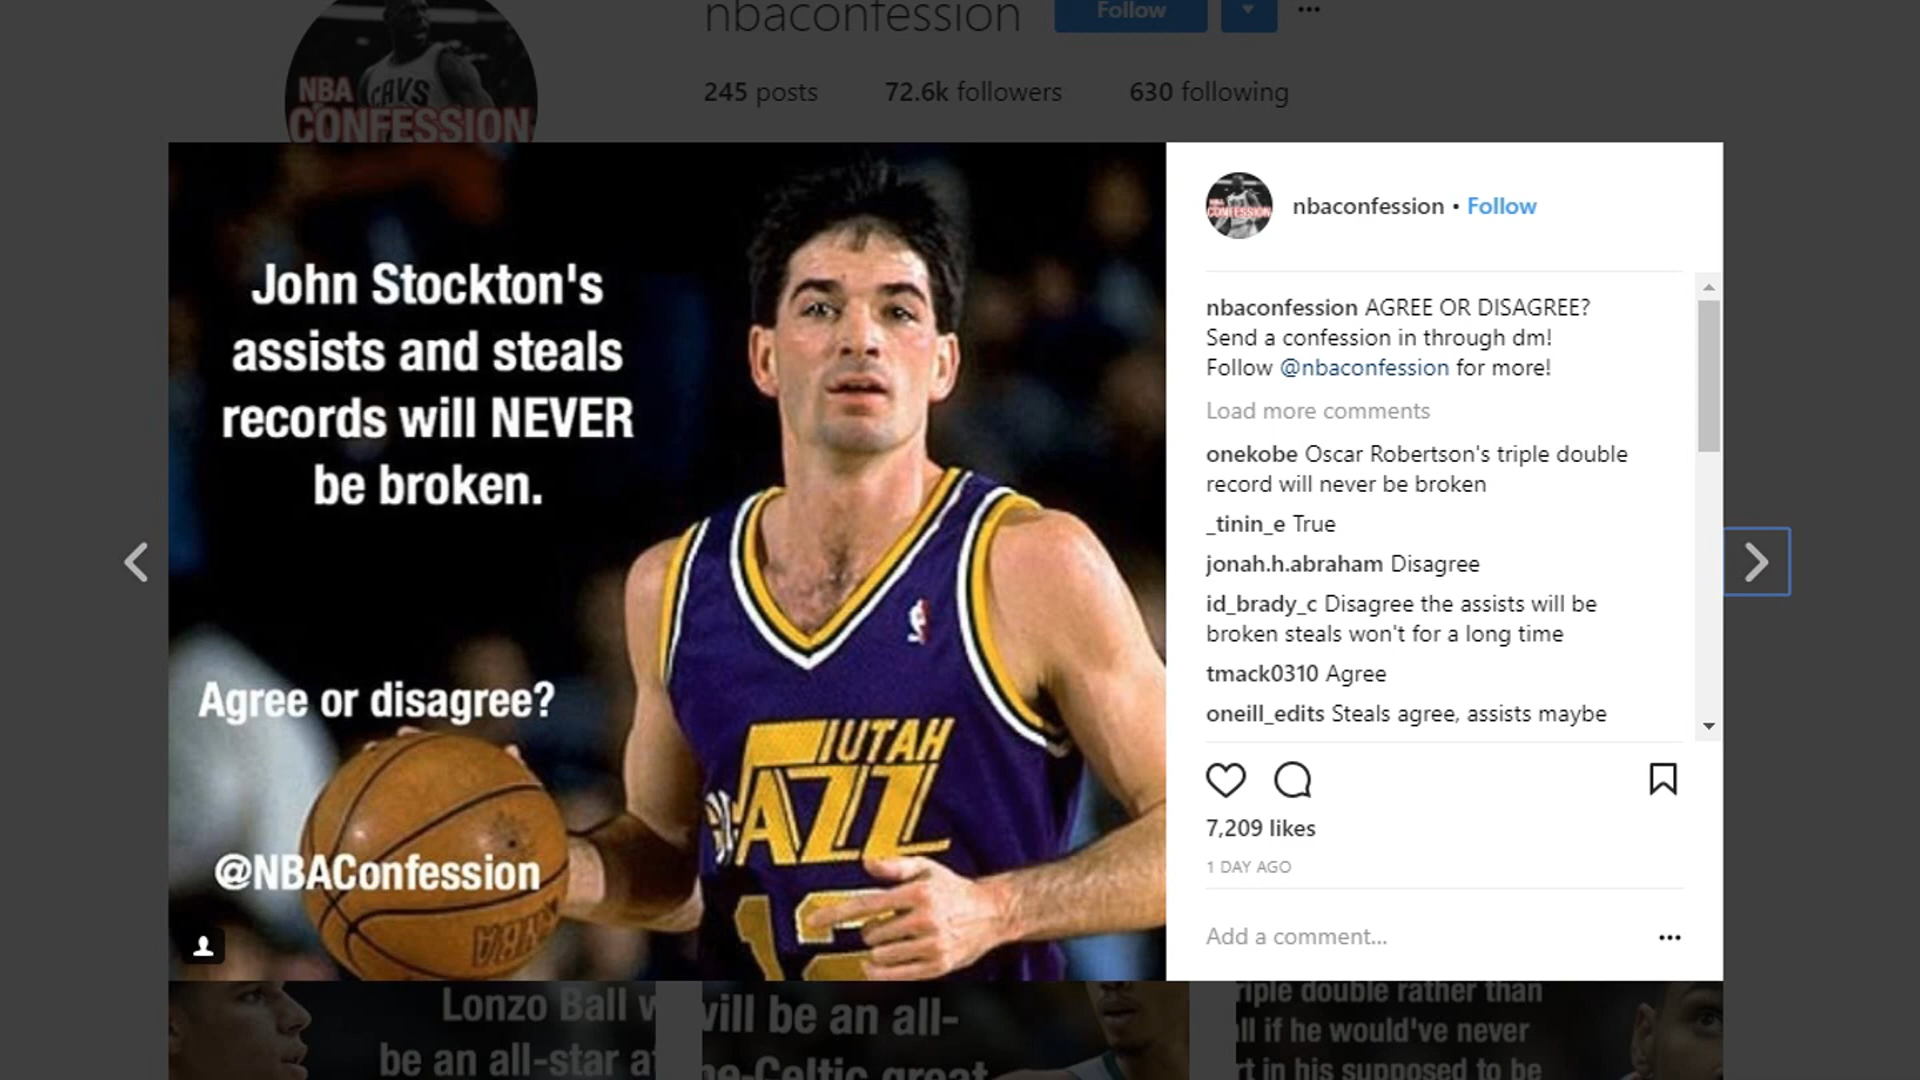 nbaconfession Follow
245 posts 72.6k followers 630 following
NBA
CAVS
CONFESSION
John Stockton's
assists and steals
records will NEVER
be broken.
Agree or disagree?
@NBAConfession
UTAH
JAZZ
12
nbaconfession • Follow
nbaconfession AGREE OR DISAGREE?
Send a confession in through dm!
Follow @nbaconfession for more!
Load more comments
onekobe Oscar Robertson's triple double
record will never be broken
_tinin_e True
jonah.h.abraham Disagree
id_brady_c Disagree the assists will be
broken steals won't for a long time
tmack0310 Agree
oneill_edits Steals agree, assists maybe
7,209 likes
1 DAY AGO
Add a comment...
Lonzo Ball
be an all-star
will be an all-
Celtic great
triple double rather than
if he would've never
in his supposed to be